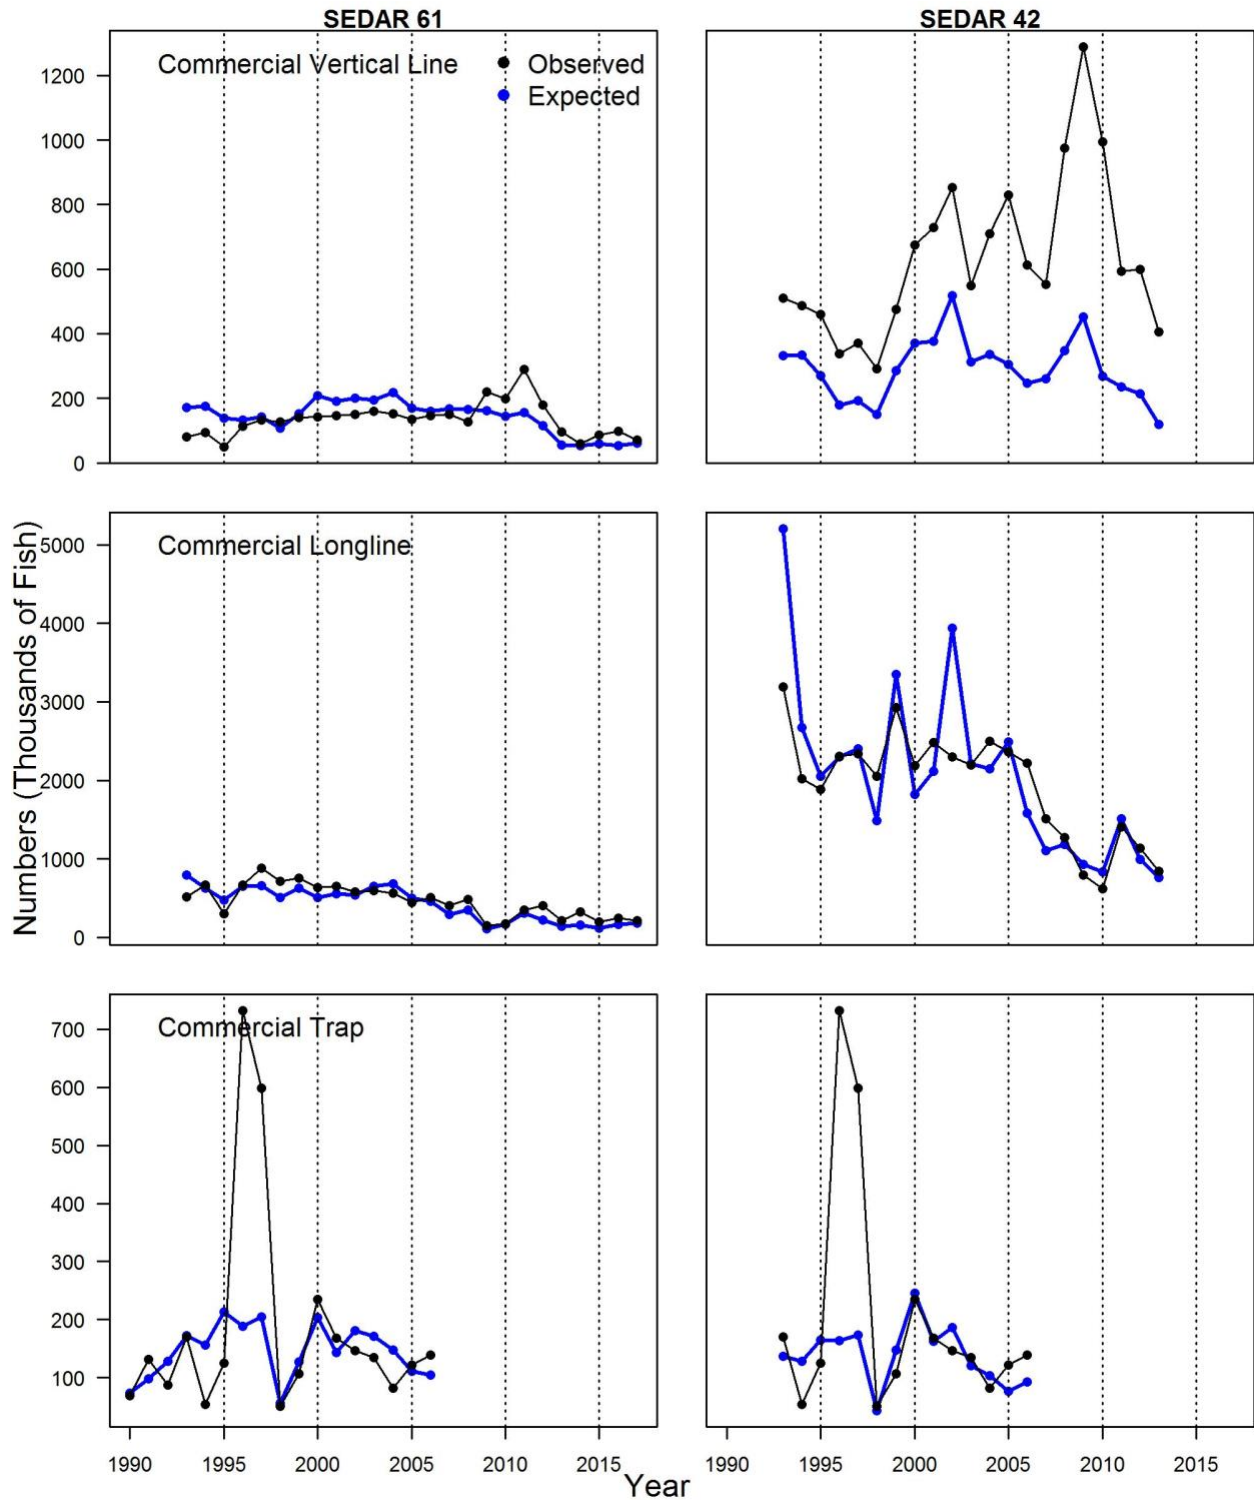 SEDAR 61
SEDAR 42
Commercial Vertical Line
Observed
Expected
1200
1000
800
600
400
200
0
Commercial Longline
5000
4000
3000
2000
1000
0
Numbers (Thousands of Fish)
Commercial Trap
700
600
500
400
300
200
100
1990 1995 2000 2005 2010 2015
1990 1995 2000 2005 2010 2015
Year